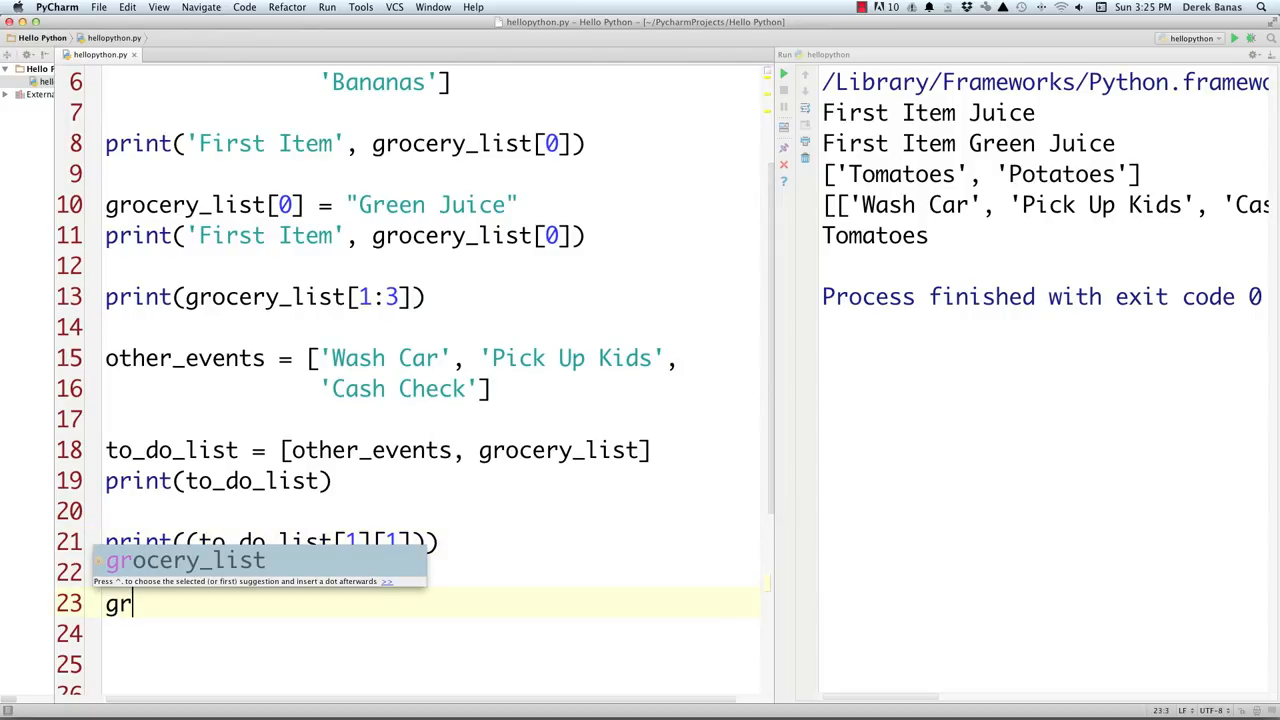 PyCharm File Edit View Navigate Code Refactor Run Tools VCS Window Help 10 Sun 3:25 PM Derek Banas
hellopython.py - Hello Python - [~/PycharmProjects/Hello Python]
Hello Python hellopython.py hellopython
hellopython.py Run hellopython
Hello P
hell
Externa
6 'Bananas']
7
8 print('First Item', grocery_list[0])
9
10 grocery_list[0] = "Green Juice"
11 print('First Item', grocery_list[0])
12
13 print(grocery_list[1:3])
14
15 other_events = ['Wash Car', 'Pick Up Kids',
16 'Cash Check']
17
18 to_do_list = [other_events, grocery_list]
19 print(to_do_list)
20
21 print((to_do_list[1][1]))
22
23 gr
24
25
26
grocery_list
Press ^. to choose the selected (or first) suggestion and insert a dot afterwards >>
/Library/Frameworks/Python.framewo
First Item Juice
First Item Green Juice
['Tomatoes', 'Potatoes']
[['Wash Car', 'Pick Up Kids', 'Cas
Tomatoes
Process finished with exit code 0
23:3 LF UTF-8